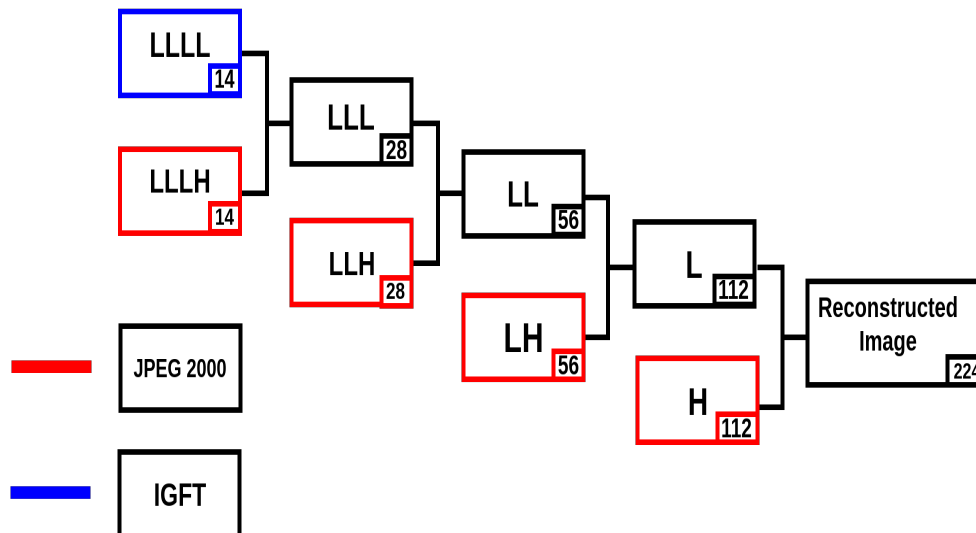 LLLL
14
LLL
28
LLLH
14
LL
56
LLH
28
L
112
Reconstructed
Image
224
LH
56
H
112
JPEG 2000
IGFT